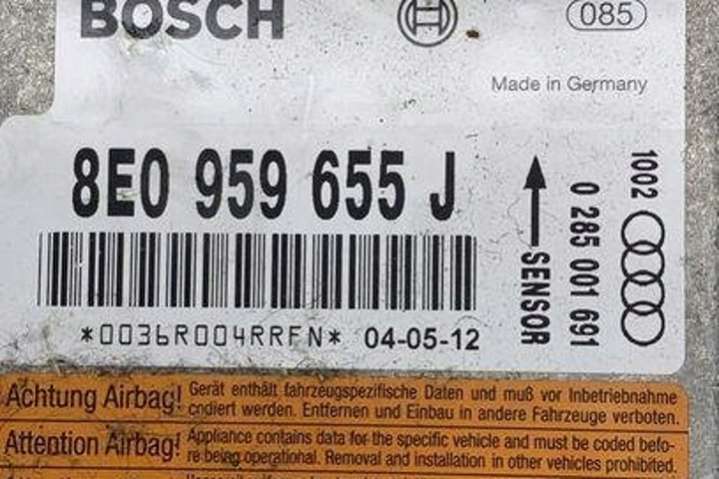 BOSCH
085
Made in Germany
8E0 959 655 J
SENSOR
0 285 001 691
1002
*0036R004RRFN* 04-05-12
Achtung Airbag! Gerät enthält fahrzeugspezifische Daten und muß vor Inbetriebnahme
cndiert werden. Entfernen und Einbau in andere Fahrzeuge verboten.
Attention Airbag! Appliance contains data for the specific vehicle and must be coded befo-
re being operational. Removal and installation in other vehicles prohibited.